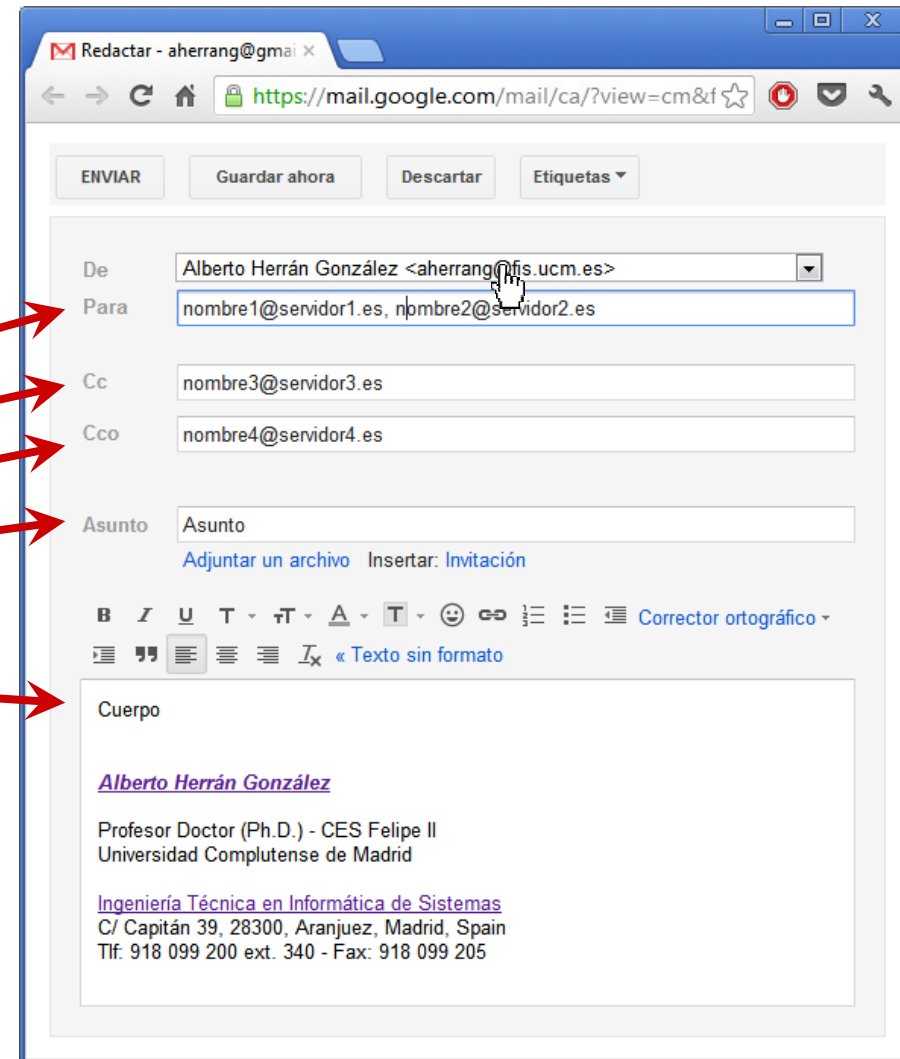 Redactar - aherrang@gmai
https://mail.google.com/mail/ca/?view=cm&f
ENVIAR Guardar ahora Descartar Etiquetas
De Alberto Herrán González <aherrang@fis.ucm.es>
Para nombre1@servidor1.es, nombre2@servidor2.es
Cc nombre3@servidor3.es
Cco nombre4@servidor4.es
Asunto Asunto
Adjuntar un archivo Insertar: Invitación
B I U T тT A T Corrector ortográfico
« Texto sin formato
Cuerpo
Alberto Herrán González
Profesor Doctor (Ph.D.) - CES Felipe II
Universidad Complutense de Madrid
Ingeniería Técnica en Informática de Sistemas
C/ Capitán 39, 28300, Aranjuez, Madrid, Spain
Tlf: 918 099 200 ext. 340 - Fax: 918 099 205